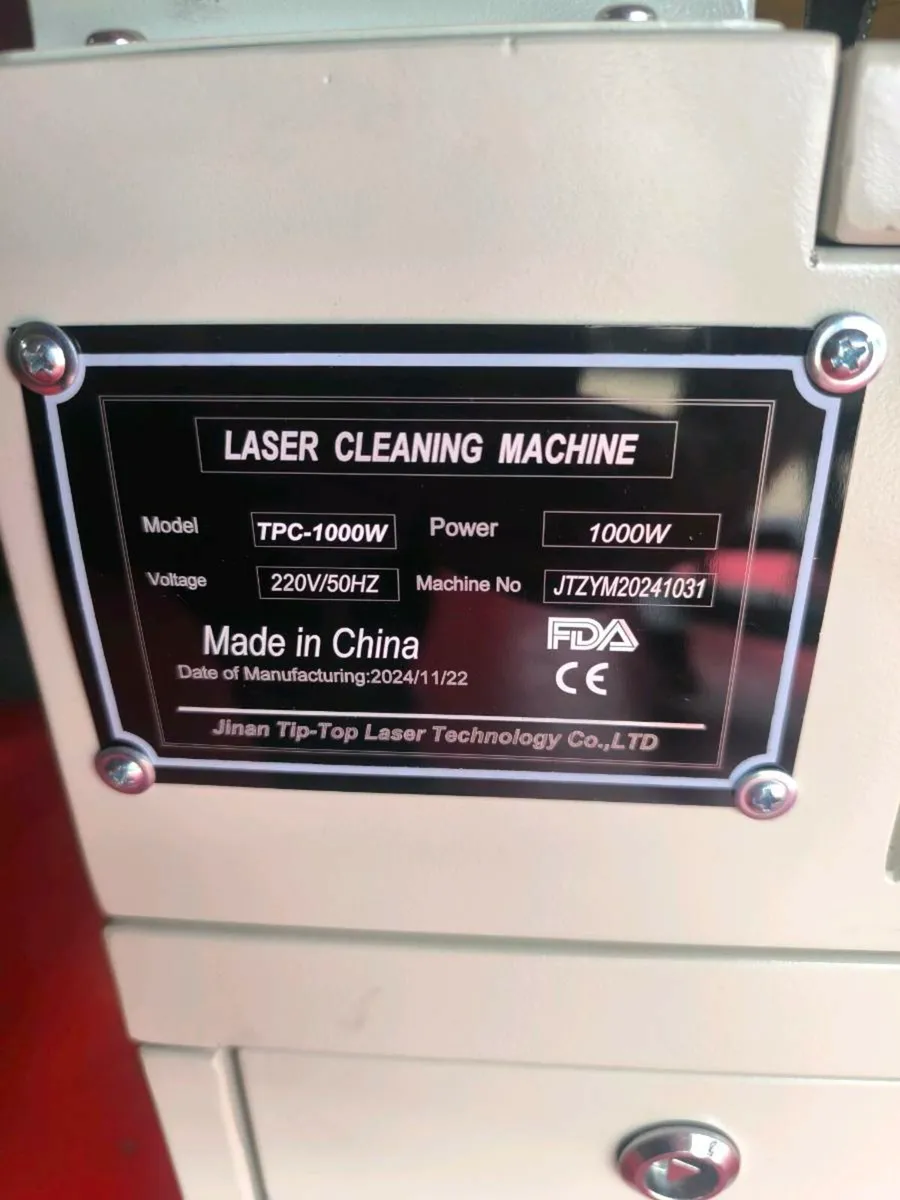 LASER CLEANING MACHINE
Model TPC-1000W Power 1000W
Voltage 220V/50HZ Machine No JTZYM20241031
Made in China FDA
Date of Manufacturing:2024/11/22 CE
Jinan Tip-Top Laser Technology Co.,LTD